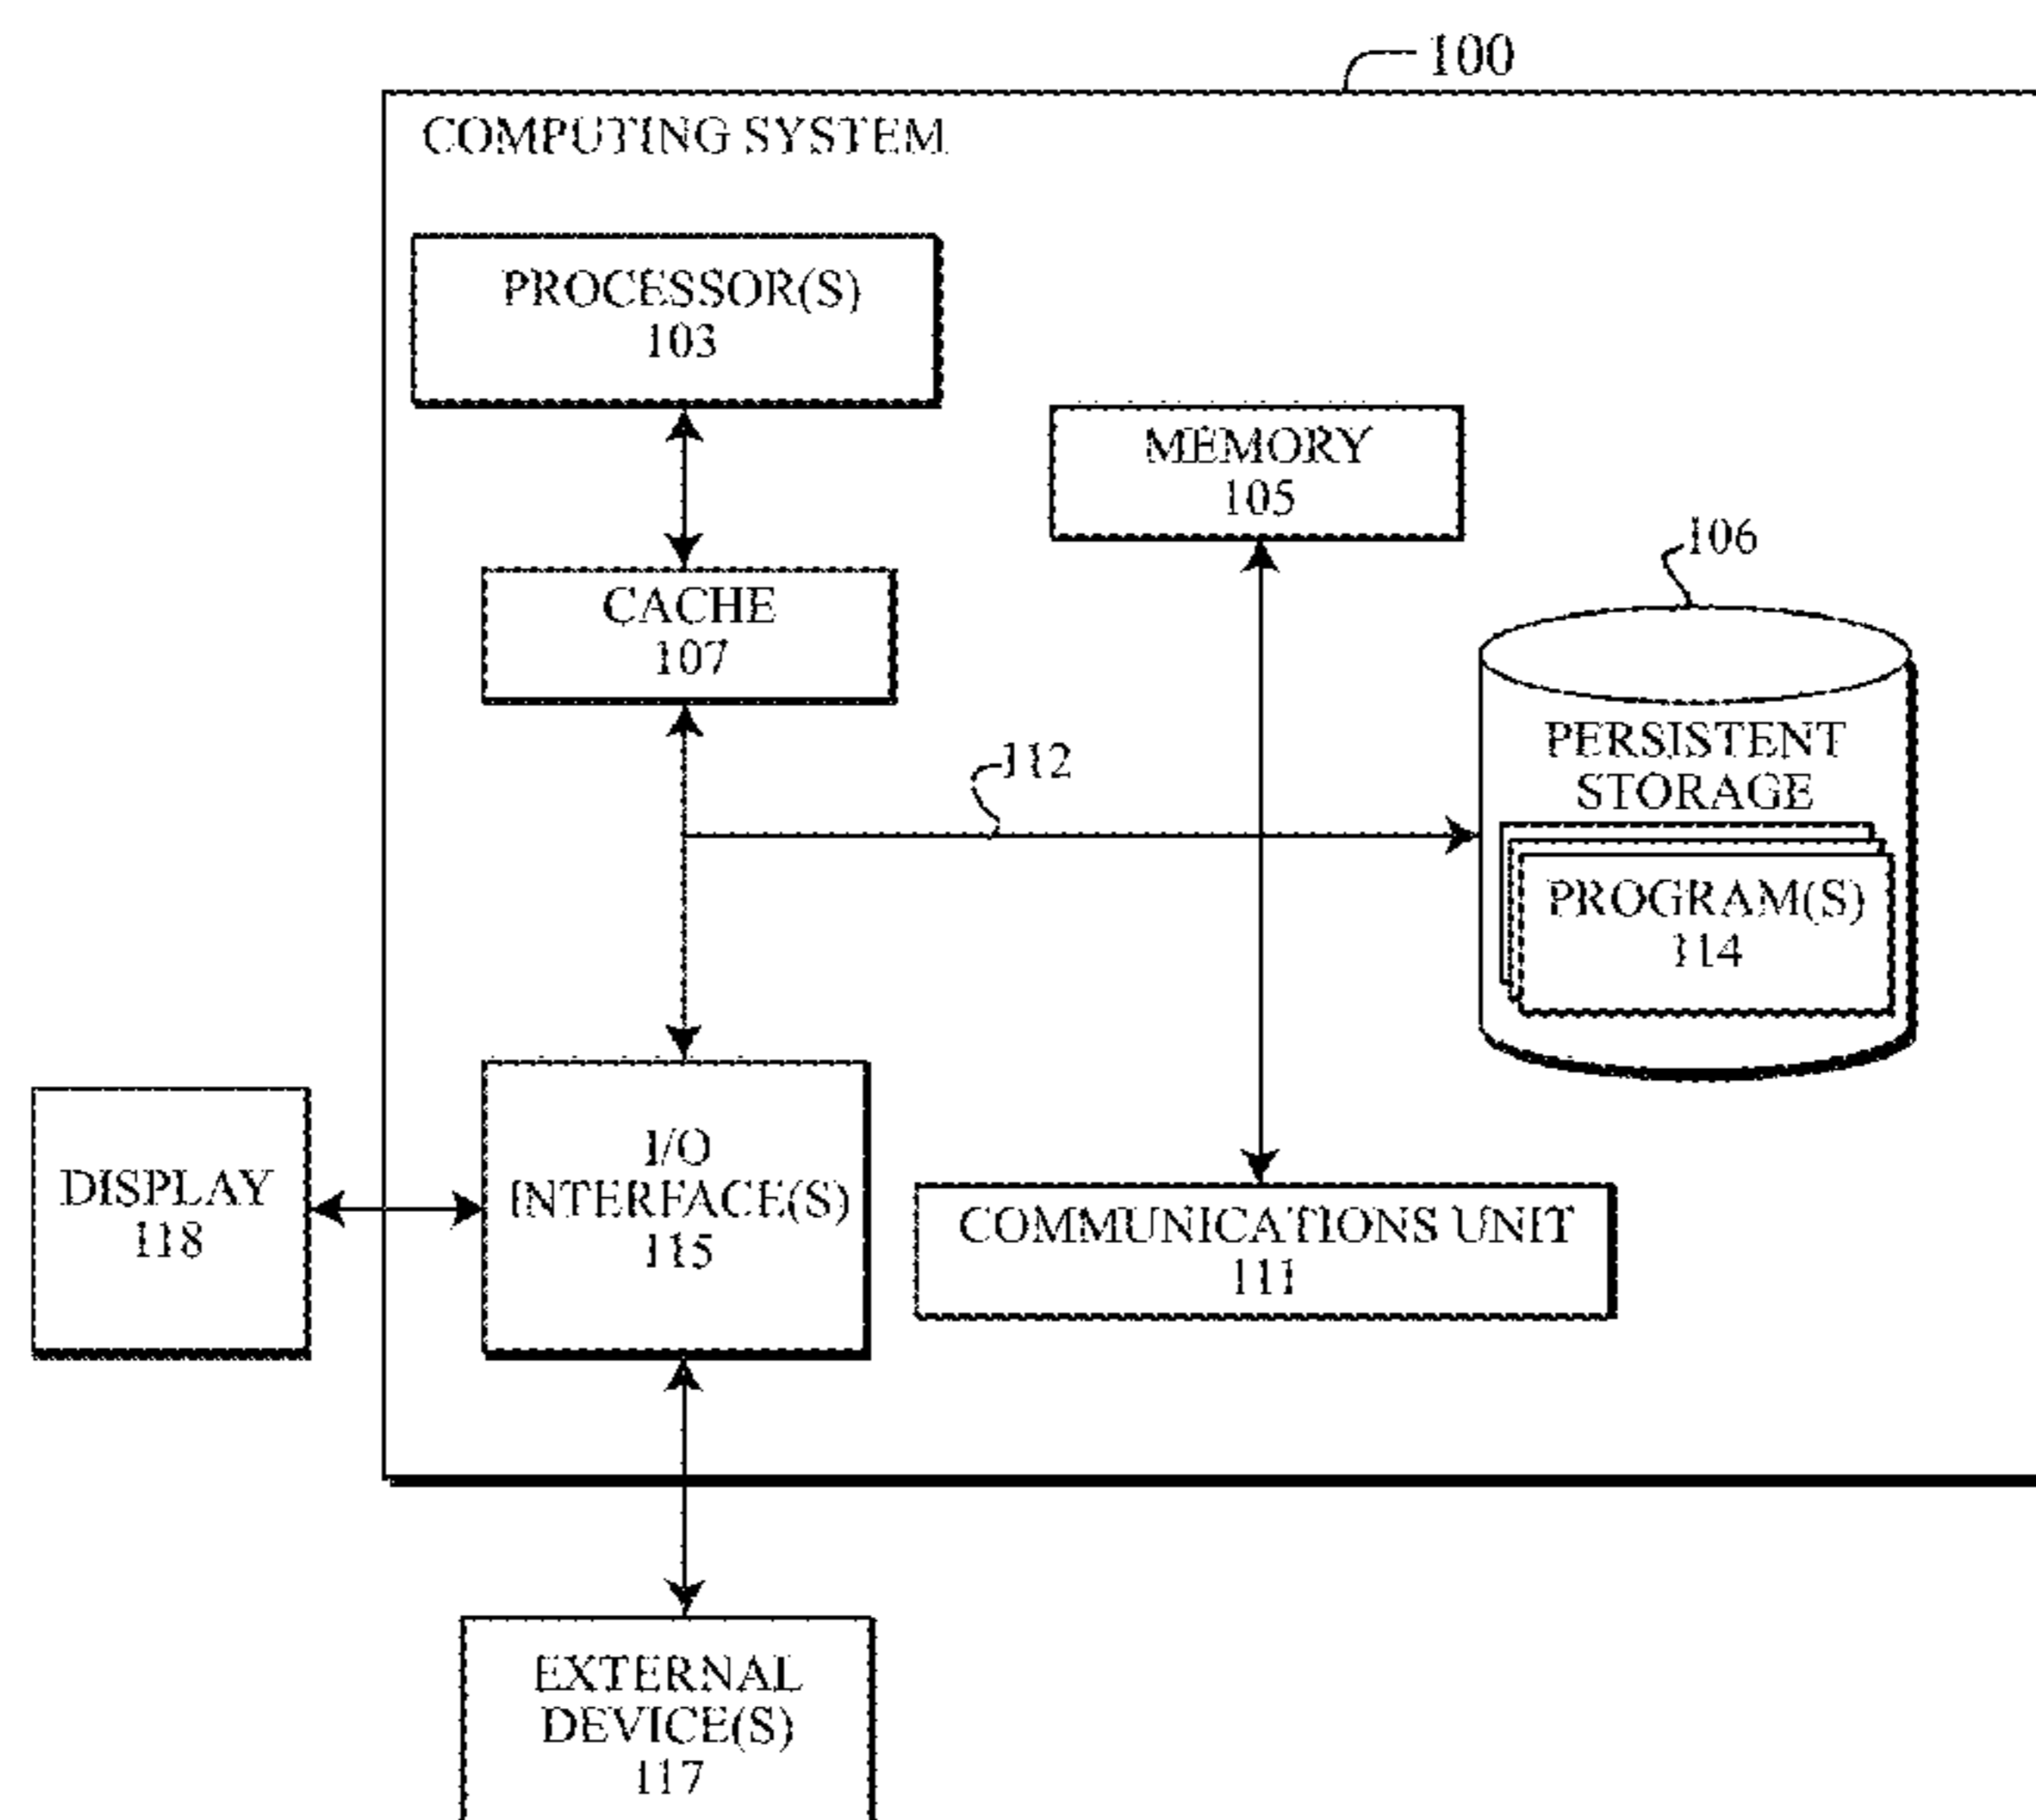 100
COMPUTING SYSTEM
PROCESSOR(S)
103
MEMORY
105
106
CACHE
107
112
PERSISTENT
STORAGE
PROGRAM(S)
114
DISPLAY
118
I/O
INTERFACE(S)
115
COMMUNICATIONS UNIT
111
EXTERNAL
DEVICE(S)
117